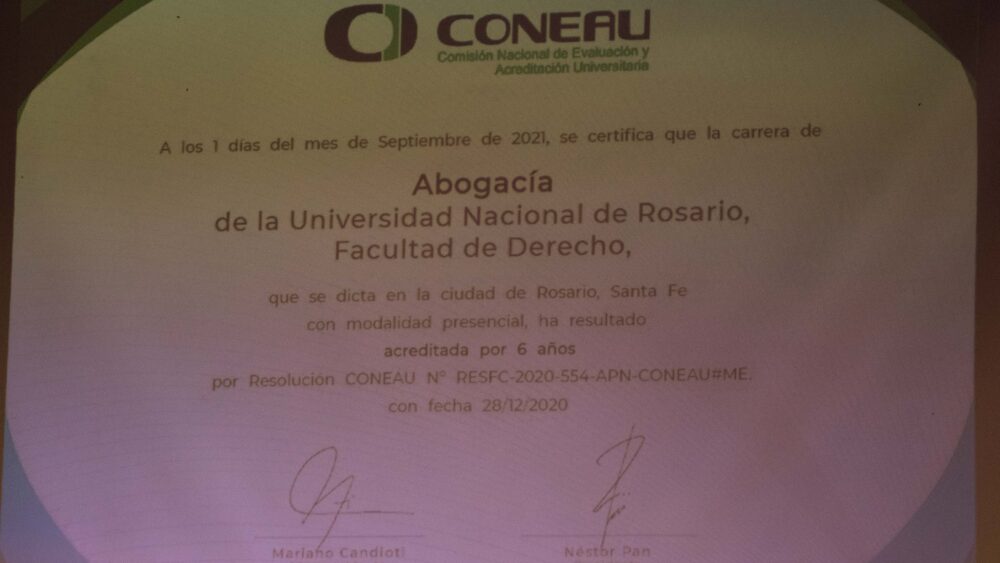 CONEAU
Comisión Nacional de Evaluación y
Acreditación Universitaria
A los 1 días del mes de Septiembre de 2021, se certifica que la carrera de
Abogacía
de la Universidad Nacional de Rosario,
Facultad de Derecho,
que se dicta en la ciudad de Rosario, Santa Fe
con modalidad presencial, ha resultado
acreditada por 6 años
por Resolución CONEAU N° RESFC-2020-554-APN-CONEAU#ME.
con fecha 28/12/2020
Mariano Candioti
Néstor Pan